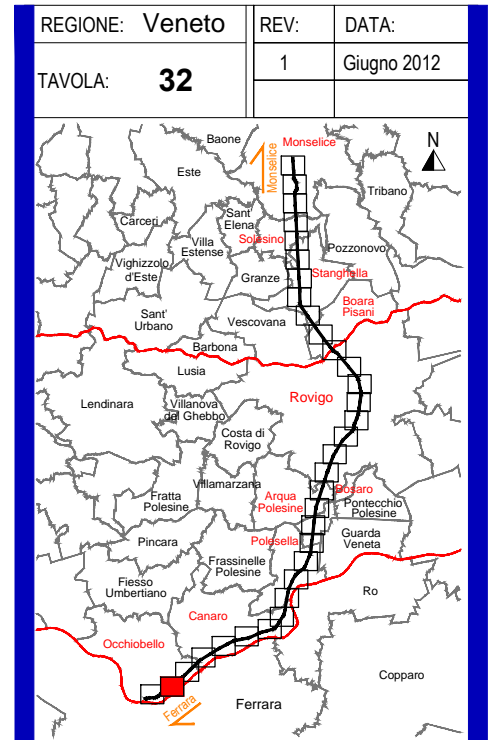 REGIONE: Veneto
REV:
DATA:
TAVOLA: 32
1
Giugno 2012
Baone
Monselice
N
Monselice
Este
Tribano
Carceri
Sant'
Elena
Villa
Estense
Solesino
Pozzonovo
Vighizzolo
d'Este
Granze
Stanghella
Boara
Pisani
Sant'
Urbano
Vescovana
Barbona
Lusia
Lendinara
Villanova
del Ghebbo
Rovigo
Costa di
Rovigo
Villamarzana
Fratta
Polesine
Arqua
Polesine
Bosaro
Pontecchio
Polesine
Pincara
Polesella
Guarda
Veneta
Frassinelle
Polesine
Fiesso
Umbertiano
Ro
Canaro
Occhiobello
Copparo
Ferrara
Ferrara